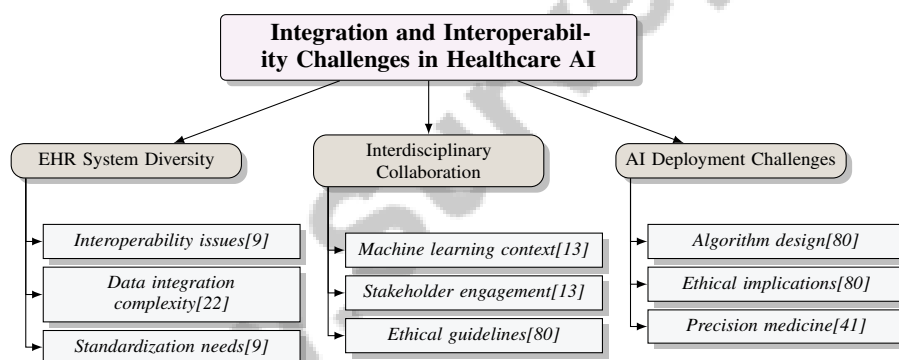 Integration and Interoperabil-
ity Challenges in Healthcare AI
EHR System Diversity
Interoperability issues[9]
Data integration
complexity[22]
Standardization needs[9]
Interdisciplinary
Collaboration
Machine learning context[13]
Stakeholder engagement[13]
Ethical guidelines[80]
AI Deployment Challenges
Algorithm design[80]
Ethical implications[80]
Precision medicine[41]